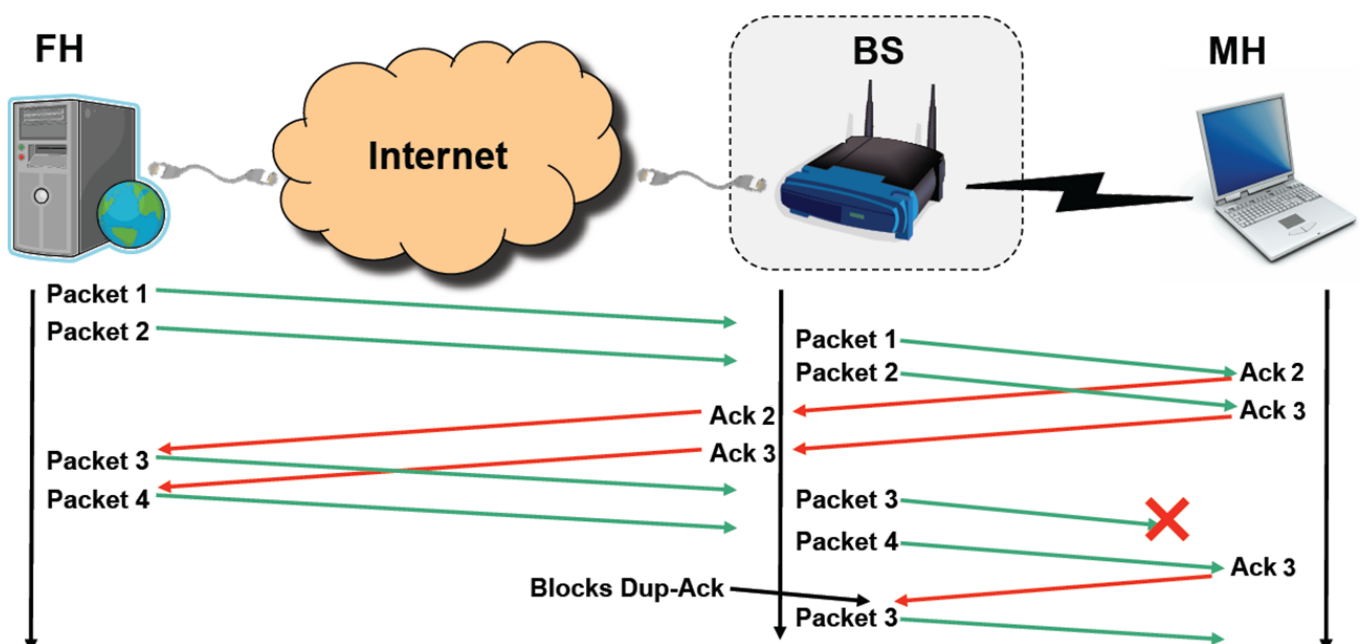 FH
BS
MH
Internet
Packet 1
Packet 2
Packet 1
Packet 2
Ack 2
Ack 3
Ack 2
Ack 3
Packet 3
Packet 4
Packet 3
Packet 4
Ack 3
Blocks Dup-Ack
Packet 3